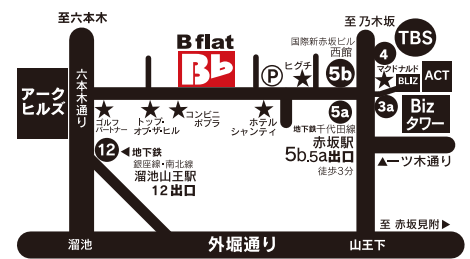 至六本木
至乃木坂
B flat
Bb
国際新赤坂ビル
西館
TBS
4
マクドナルド
BLIZ
ACT
ヒグチ
P
5b
アーク
ヒルズ
六本木通り
5a
3a
Biz
タワー
ゴルフ
パートナー
トップ・
オブ・ザ・ヒル
コンビニ
ポプラ
ホテル
シャンティ
地下鉄千代田線
赤坂駅
5b.5a出口
徒歩3分
12
◀地下鉄
銀座線・南北線
溜池山王駅
12出口
▲一ツ木通り
至 赤坂見附▶
溜池
外堀通り
山王下